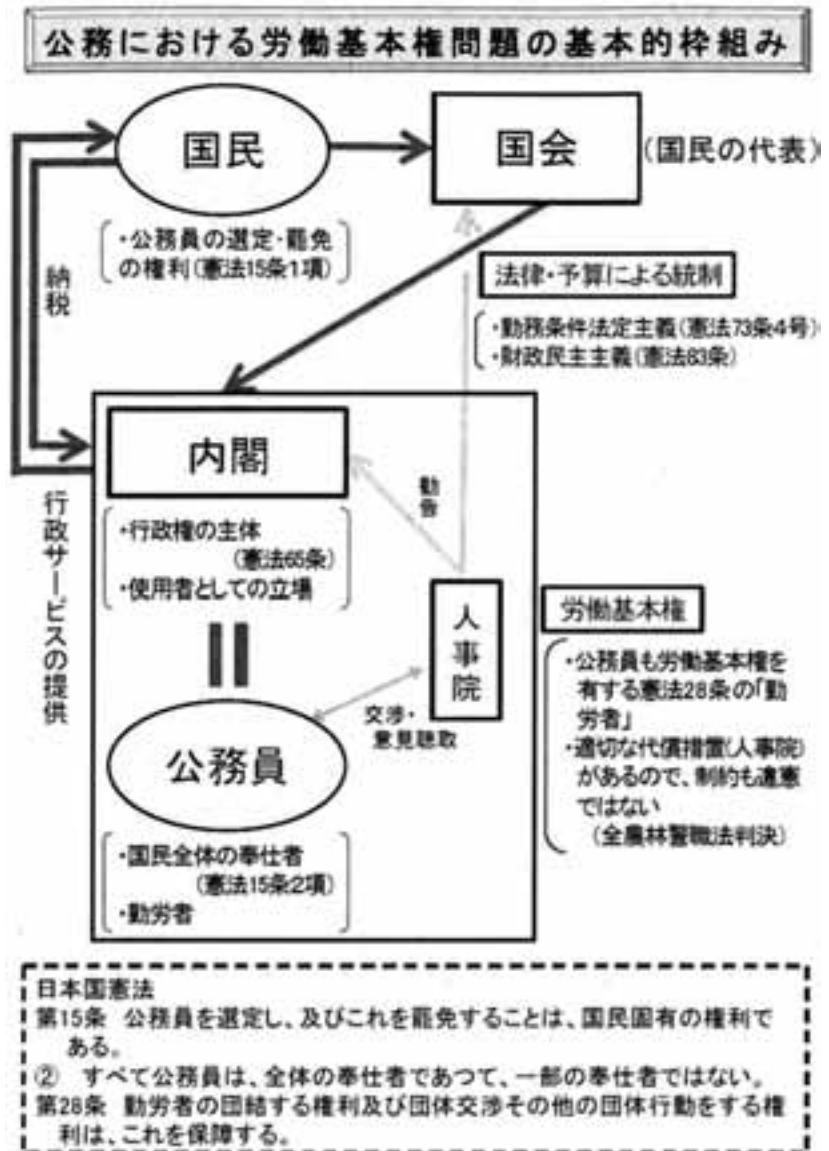 公務における労働基本権問題の基本的枠組み
国民
国会
(国民の代表)
・公務員の選定・罷免
の権利(憲法15条1項)
納税
法律・予算による統制
・勤務条件法定主義(憲法73条4号)
・財政民主主義(憲法83条)
内閣
勧告
行政サービスの提供
・行政権の主体
(憲法65条)
・使用者としての立場
人事院
労働基本権
・公務員も労働基本権を
有する憲法28条の「勤
労者」
・適切な代償措置(人事院)
があるので、制約も違憲
ではない
(全農林警職法判決)
交渉・
意見聴取
公務員
・国民全体の奉仕者
(憲法15条2項)
・勤労者
日本国憲法
第15条 公務員を選定し、及びこれを罷免することは、国民固有の権利で
ある。
② すべて公務員は、全体の奉仕者であつて、一部の奉仕者ではない。
第28条 勤労者の団結する権利及び団体交渉その他の団体行動をする権
利は、これを保障する。